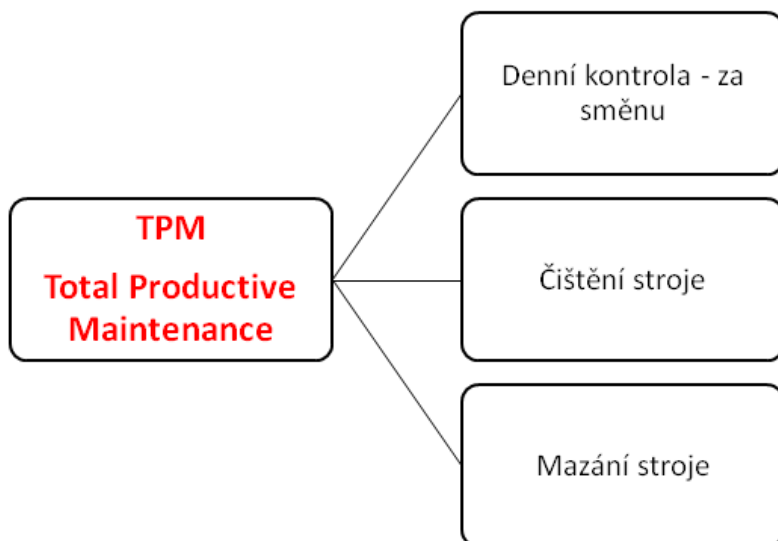 Denní kontrola - za
směnu
TPM
Total Productive
Maintenance
Čištění stroje
Mazání stroje